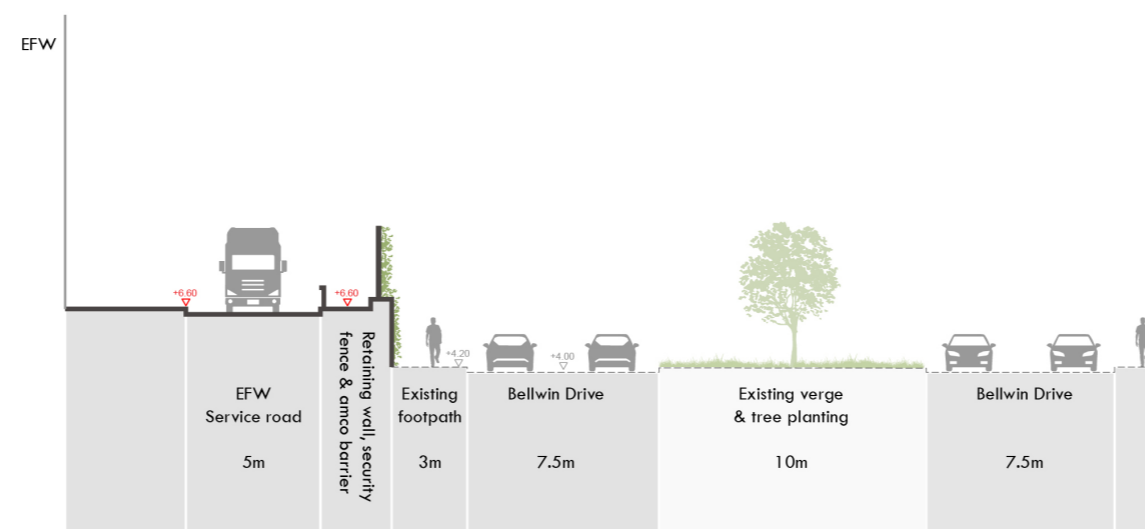 EFW
+6.60
+6.60
+4.20
+4.00
EFW
Service road
5m
Retaining wall, security
fence & amco barrier
Existing
footpath
3m
Bellwin Drive
7.5m
Existing verge
& tree planting
10m
Bellwin Drive
7.5m